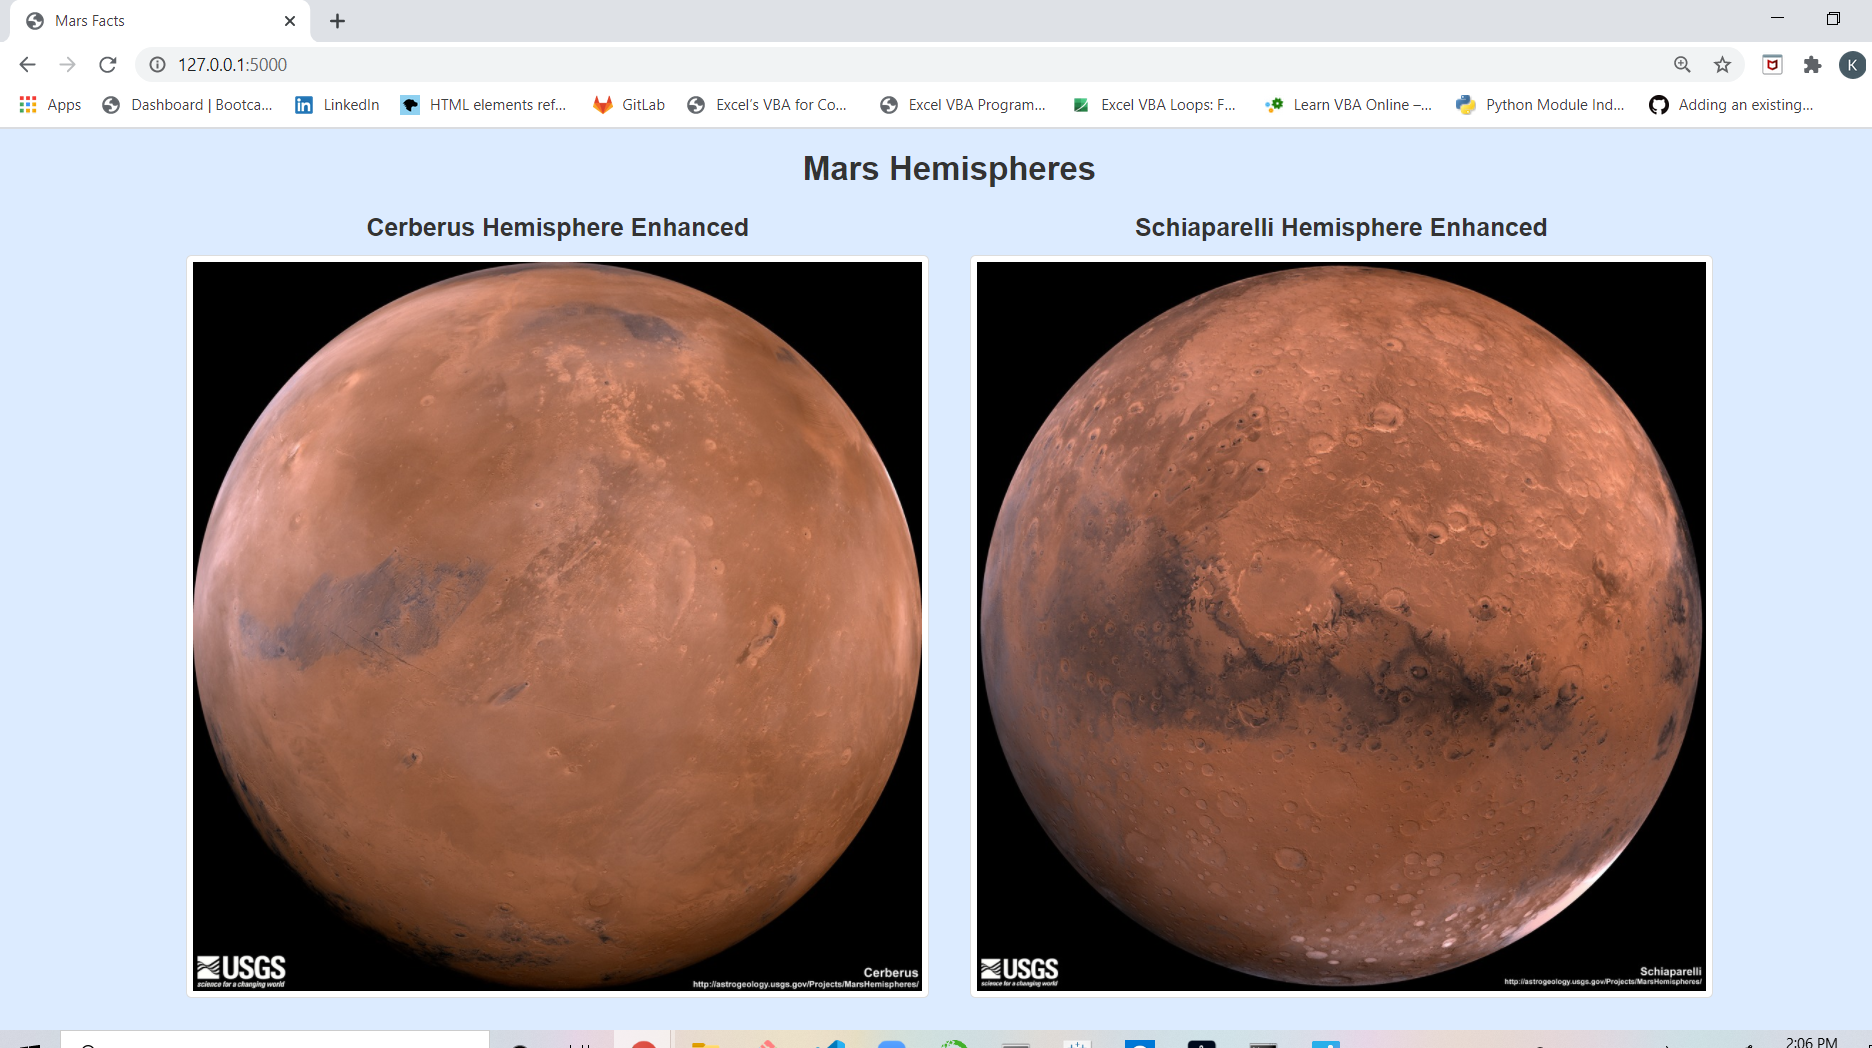 Mars Facts
127.0.0.1:5000
K
Apps
Dashboard | Bootca...
LinkedIn
HTML elements ref...
GitLab
Excel's VBA for Co...
Excel VBA Program...
Excel VBA Loops: F...
Learn VBA Online –...
Python Module Ind...
Adding an existing...
Mars Hemispheres
Cerberus Hemisphere Enhanced
Schiaparelli Hemisphere Enhanced
USGS
science for a changing world
Cerberus
http://astrogeology.usgs.gov/Projects/MarsHemispheres/
USGS
science for a changing world
Schiaparelli
http://astrogeology.usgs.gov/Projects/MarsHemispheres/
2:06 PM